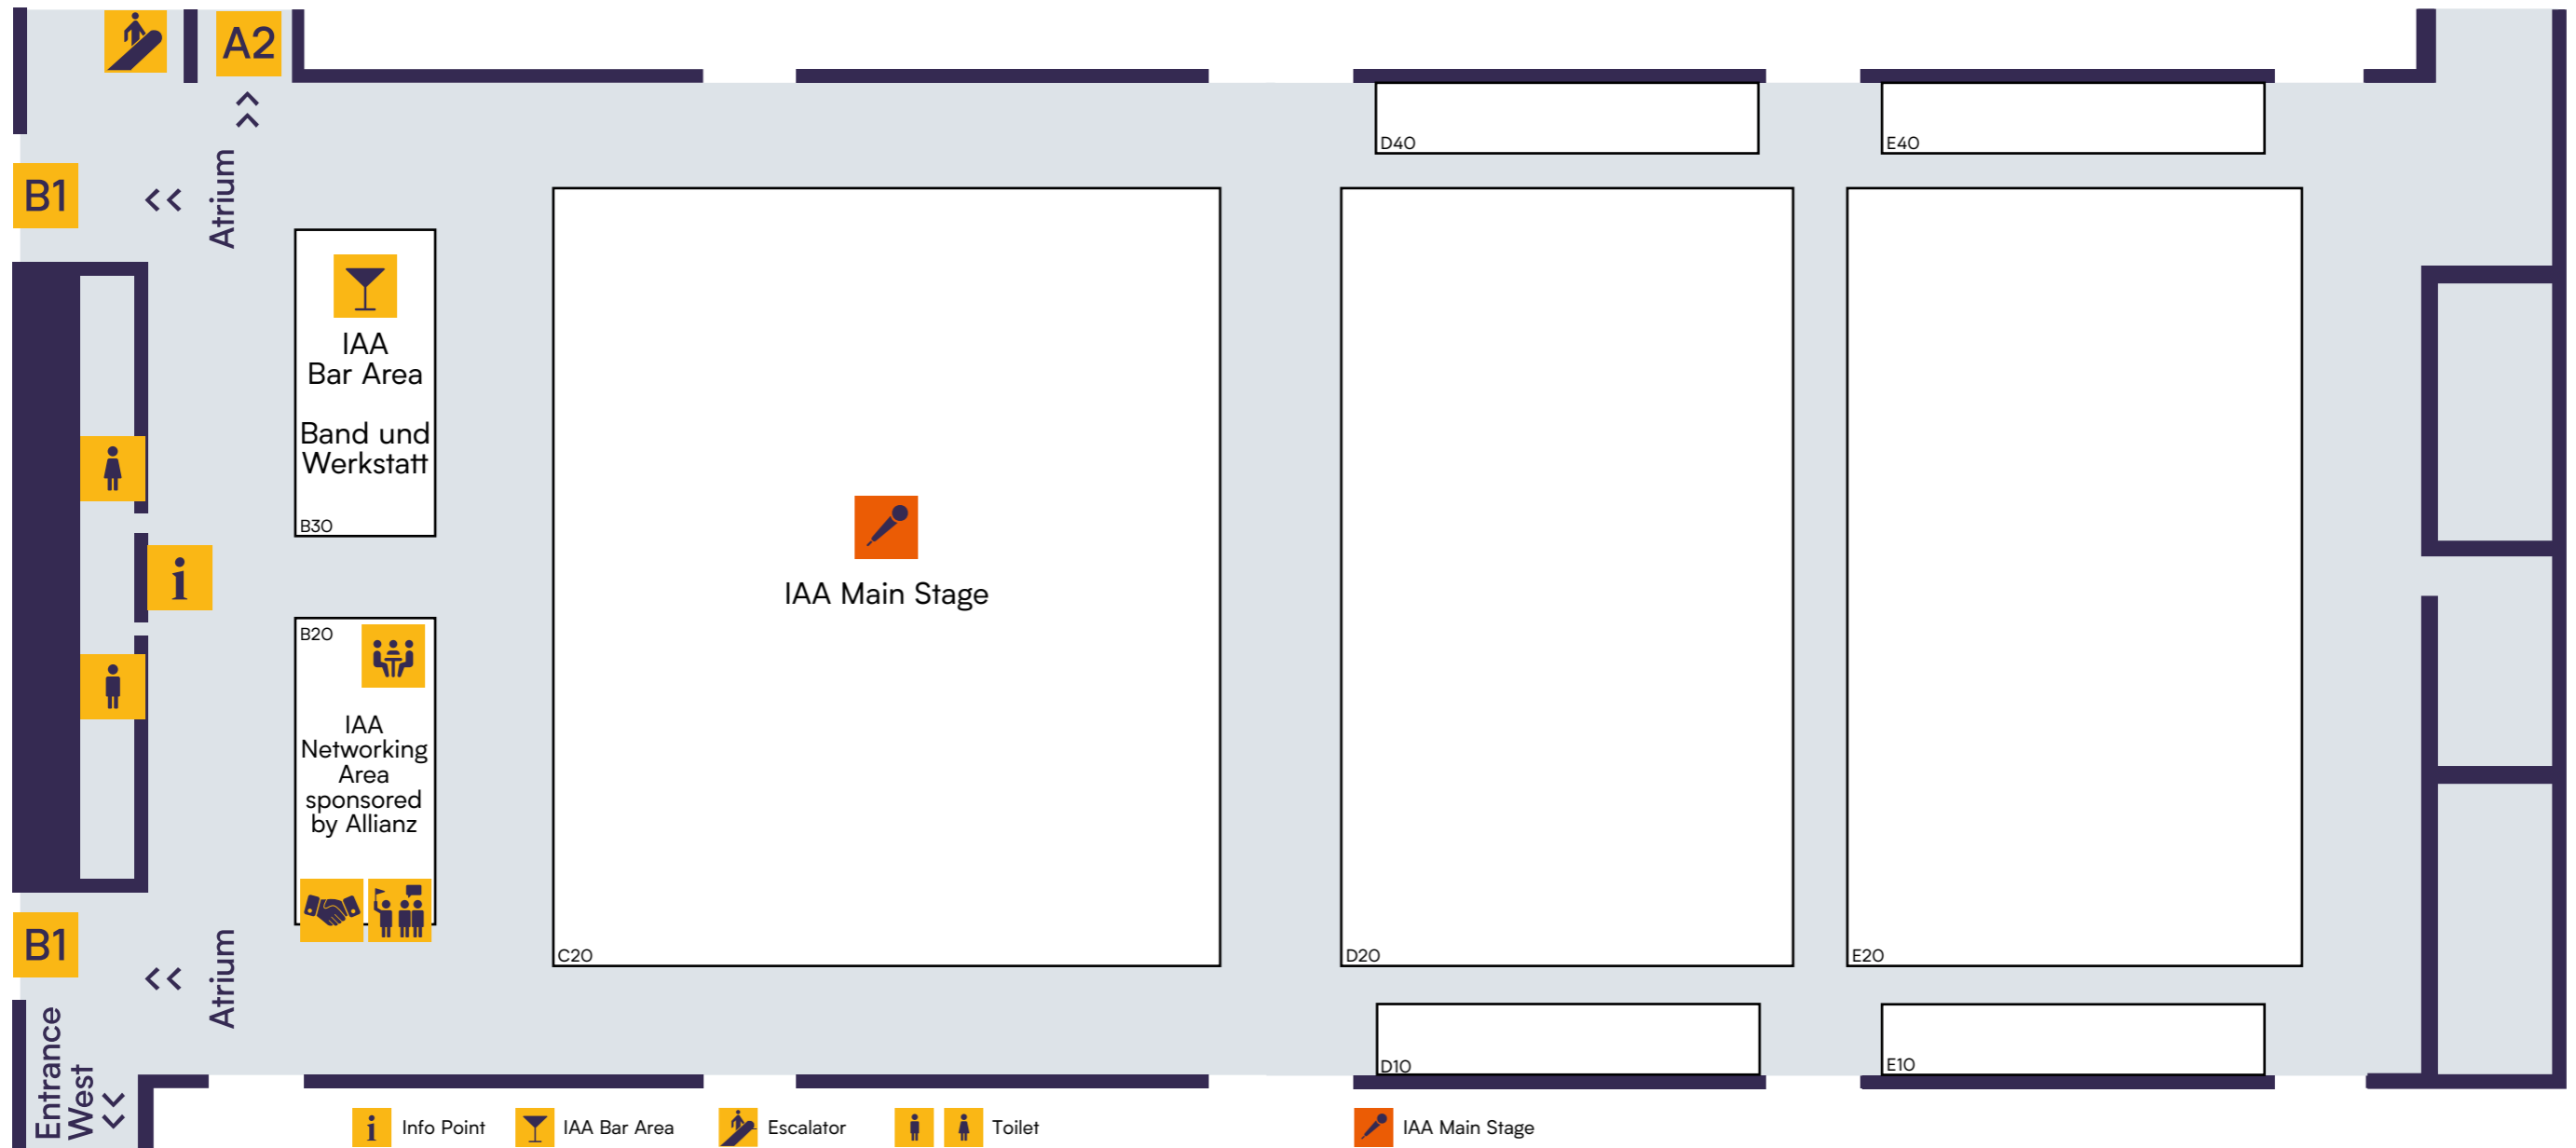 A2
Atrium
B1
D40
E40
IAA
Bar Area
Band und
Werkstatt
B30
i
IAA Main Stage
B20
IAA
Networking
Area
sponsored
by Allianz
B1
Atrium
C20
D20
E20
Entrance
West
D10
E10
i
Info Point
IAA Bar Area
Escalator
Toilet
IAA Main Stage